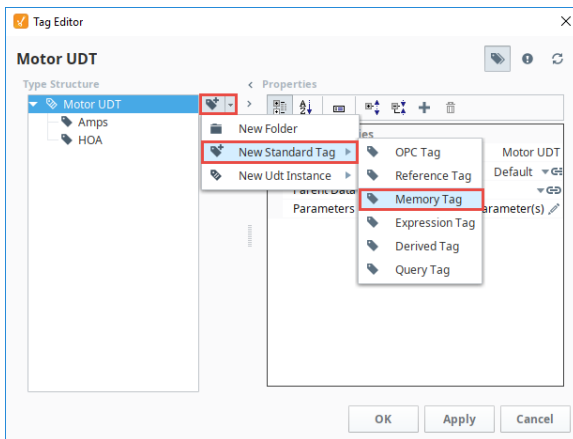 Tag Editor
Motor UDT
Type Structure
Properties
Motor UDT
Amps
HOA
New Folder
New Standard Tag
New Udt Instance
Motor UDT
Default
Parameters
OPC Tag
Reference Tag
Memory Tag
Expression Tag
Derived Tag
Query Tag
OK Apply Cancel